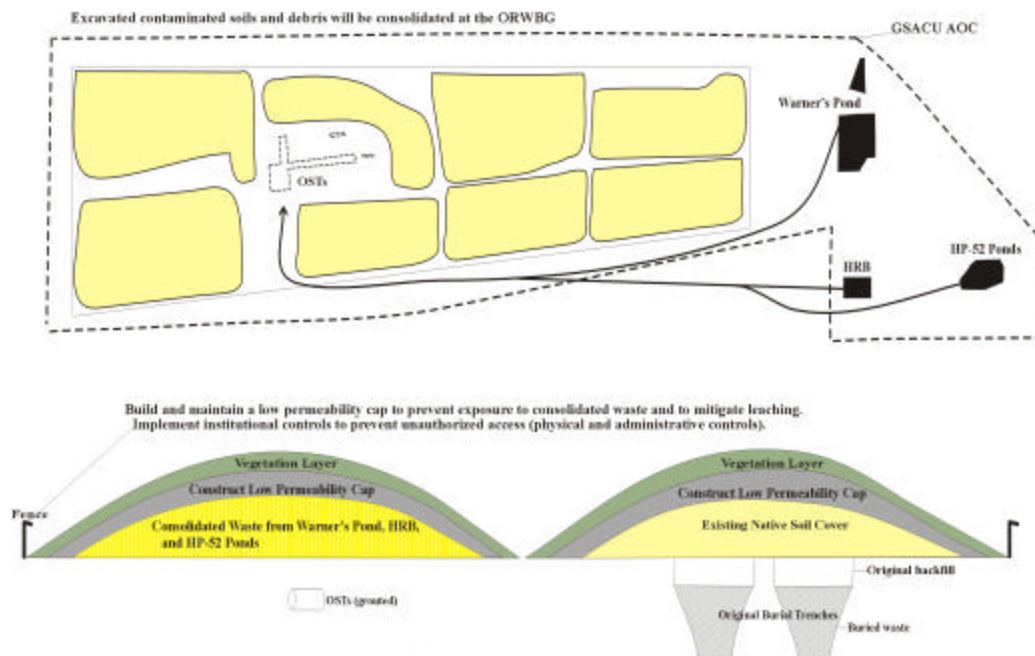 Excavated contaminated soils and debris will be consolidated at the ORWBG
GSACU AOC
Warner's Pond
OSTs
HP-52 Ponds
HRB
Build and maintain a low permeability cap to prevent exposure to consolidated waste and to mitigate leaching.
Implement institutional controls to prevent unauthorized access (physical and administrative controls).
Vegetation Layer
Vegetation Layer
Construct Low Permeability Cap
Construct Low Permeability Cap
Fence
Consolidated Waste from Warner's Pond, HRB,
and HP-52 Ponds
Existing Native Soil Cover
Original backfill
OSTs (grouted)
Original Burial Trenches
Buried waste